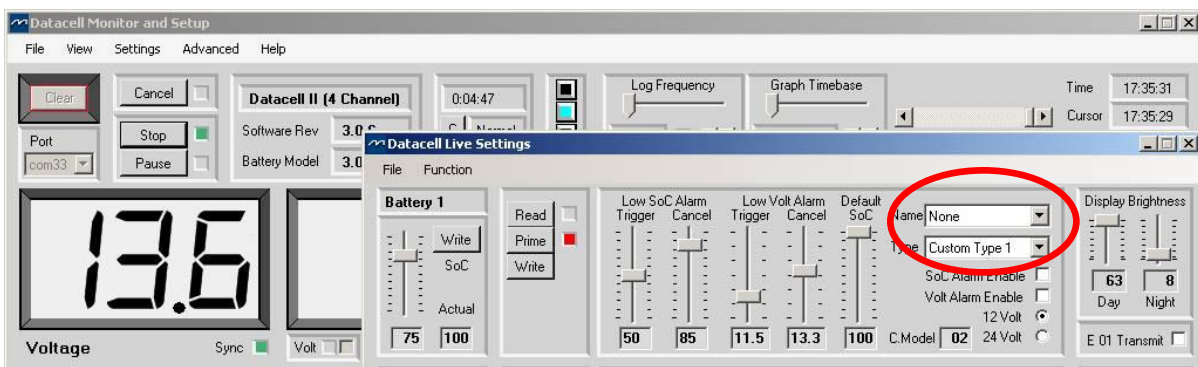 Datacell Monitor and Setup
File View Settings Advanced Help
Clear
Cancel
Port
com33
Stop
Pause
Datacell II (4 Channel)
Software Rev 3.0
Battery Model 3.0
0:04:47
Normal
Log Frequency
Graph Timebase
Time 17:35:31
Cursor 17:35:29
13.6
Voltage
Sync
Volt
Datacell Live Settings
File Function
Battery 1
Write
SoC
Actual
75 100
Read
Prime
Write
Low SoC Alarm
Trigger Cancel
50 85
Low Volt Alarm
Trigger Cancel
11.5 13.3
Default
SoC
100
Name None
Type Custom Type 1
SoC Alarm Enable
Volt Alarm Enable
12 Volt
C.Model 02 24 Volt
Display Brightness
63 8
Day Night
E 01 Transmit